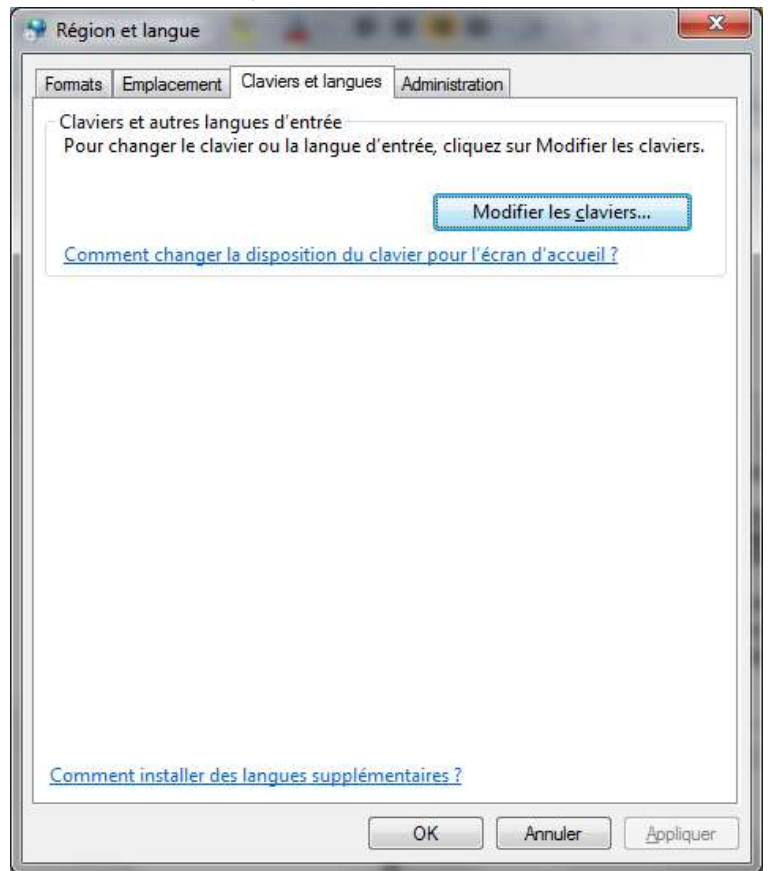 Région et langue
Formats Emplacement Claviers et langues Administration
Claviers et autres langues d'entrée
Pour changer le clavier ou la langue d'entrée, cliquez sur Modifier les claviers.
Modifier les claviers...
Comment changer la disposition du clavier pour l'écran d'accueil ?
Comment installer des langues supplémentaires ?
OK Annuler Appliquer